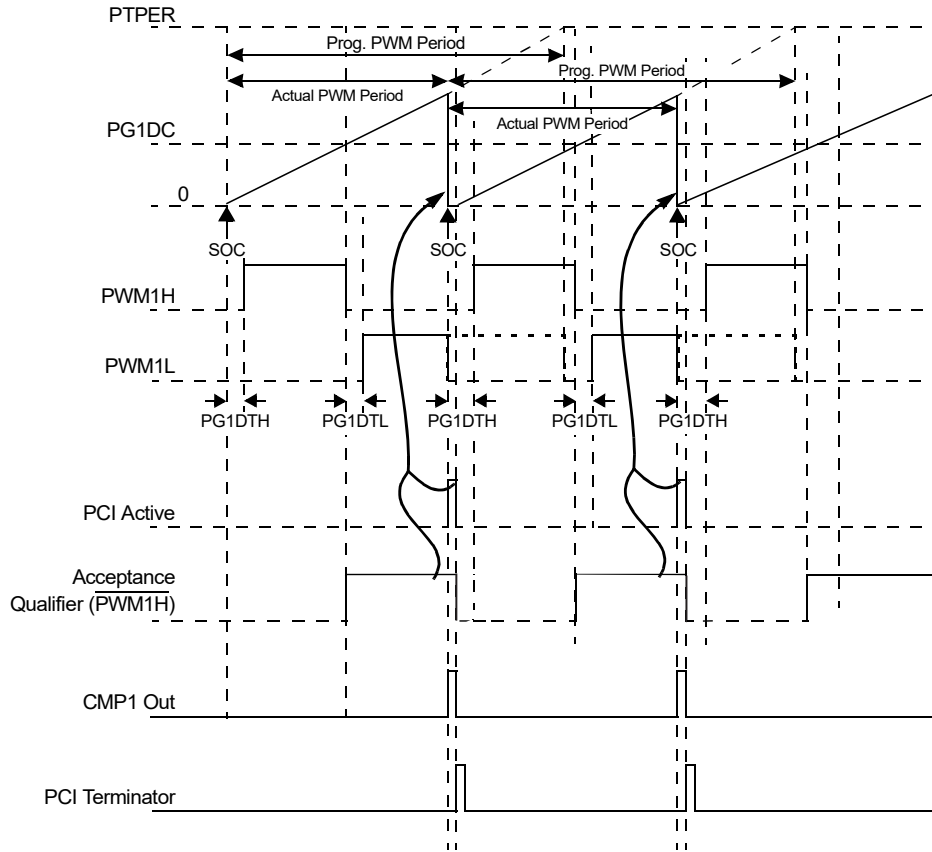 PTPER
Prog. PWM Period
Prog. PWM Period
Actual PWM Period
Actual PWM Period
PG1DC
0
SOC
SOC
SOC
PWM1H
PWM1L
PG1DTH
PG1DTL
PG1DTH
PG1DTL
PG1DTH
PCI Active
Acceptance
Qualifier (PWM1H)
CMP1 Out
PCI Terminator